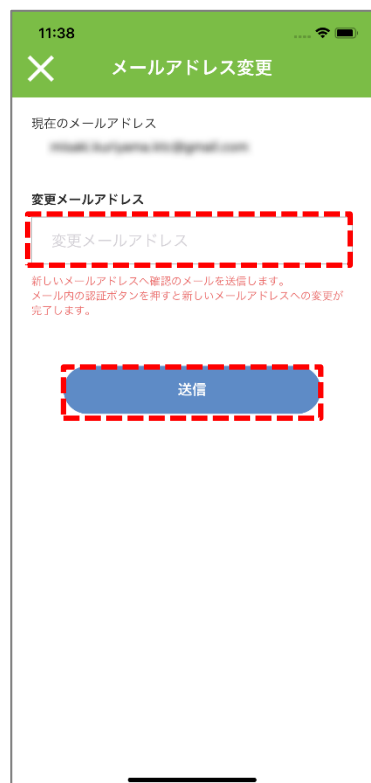 11:38
メールアドレス変更
現在のメールアドレス
変更メールアドレス
変更メールアドレス
新しいメールアドレスへ確認のメールを送信します。
メール内の認証ボタンを押すと新しいメールアドレスへの変更が
完了します。
送信